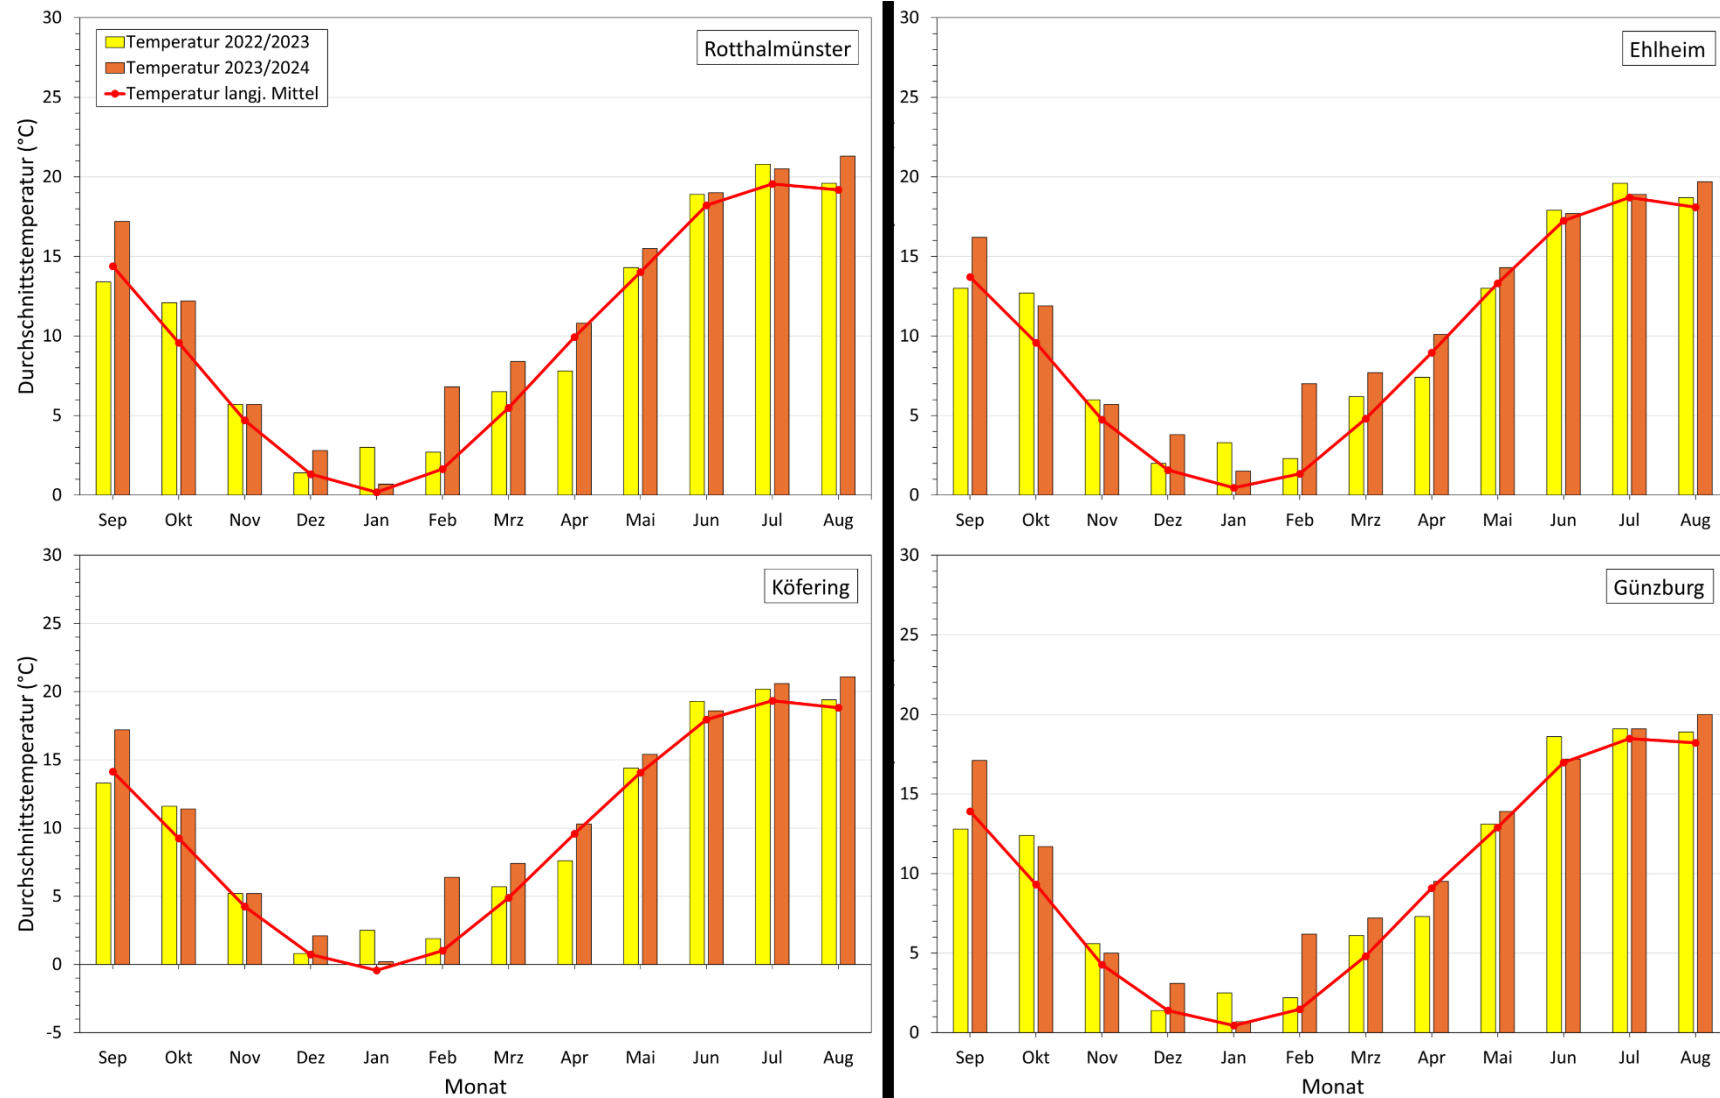 30
25
20
15
10
5
0
Durchschnittstemperatur (°C)
Temperatur 2022/2023
Temperatur 2023/2024
Temperatur langj. Mittel
Rotthalmünster
Sep Okt Nov Dez Jan Feb Mrz Apr Mai Jun Jul Aug
30
25
20
15
10
5
0
Ehlheim
Sep Okt Nov Dez Jan Feb Mrz Apr Mai Jun Jul Aug
30
25
20
15
10
5
0
-5
Durchschnittstemperatur (°C)
Köfering
Sep Okt Nov Dez Jan Feb Mrz Apr Mai Jun Jul Aug
Monat
30
25
20
15
10
5
0
Günzburg
Sep Okt Nov Dez Jan Feb Mrz Apr Mai Jun Jul Aug
Monat